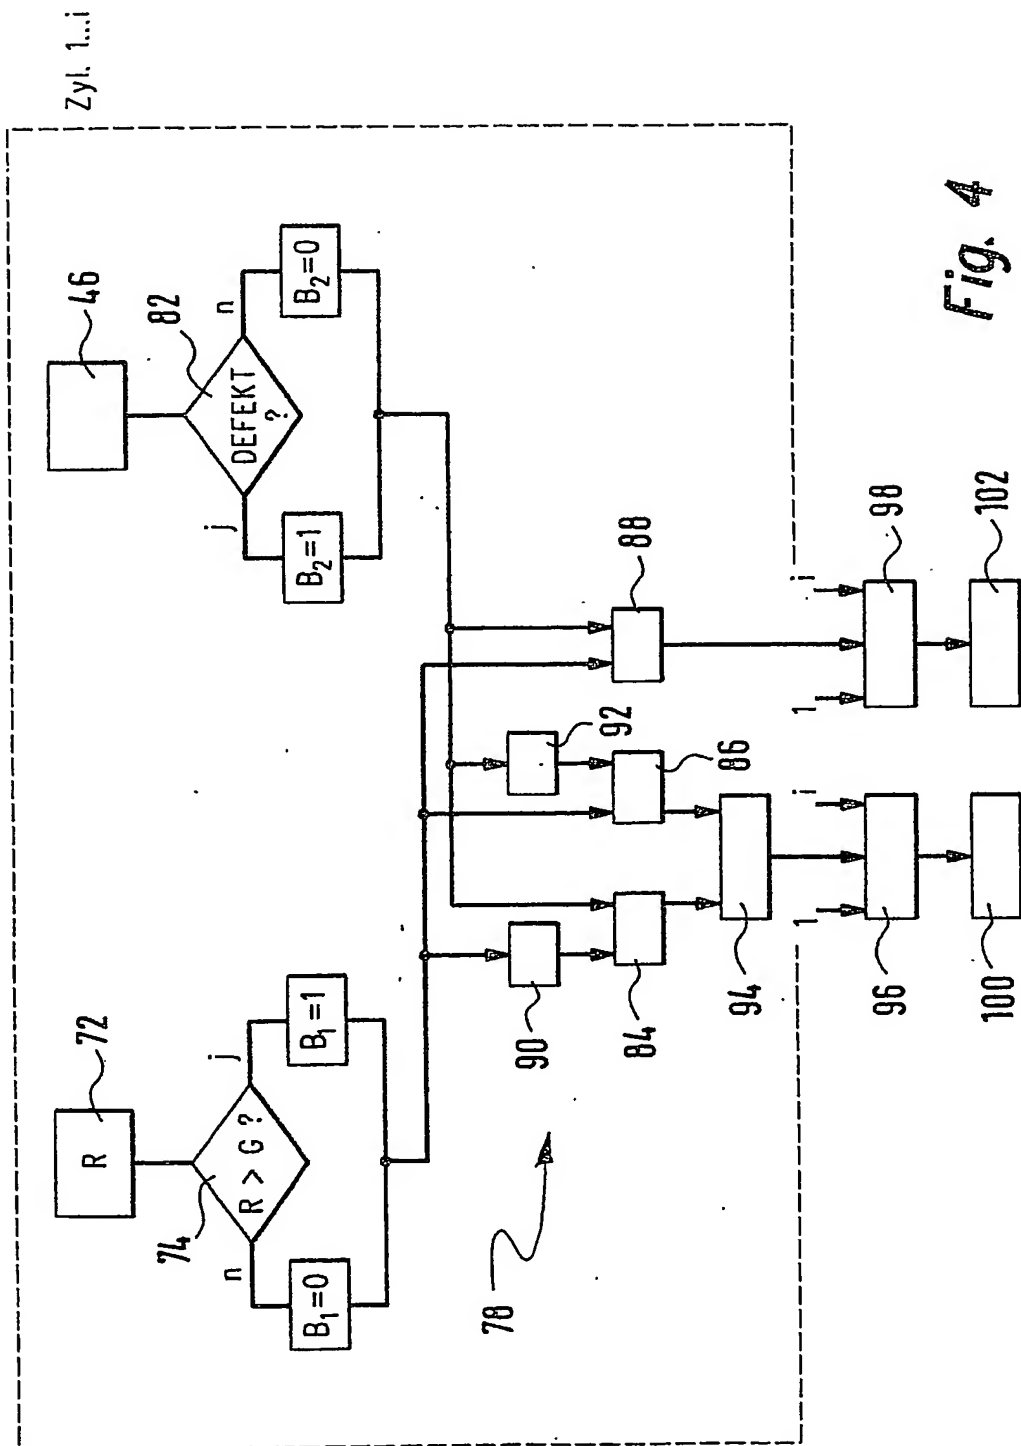 Zyl. 1...i
72
R
74
R > G ?
n
j
B₁=0
B₁=1
46
82
DEFEKT
?
j
n
B₂=1
B₂=0
78
90
92
84
86
88
94
1
i
1
i
96
98
100
102
Fig. 4